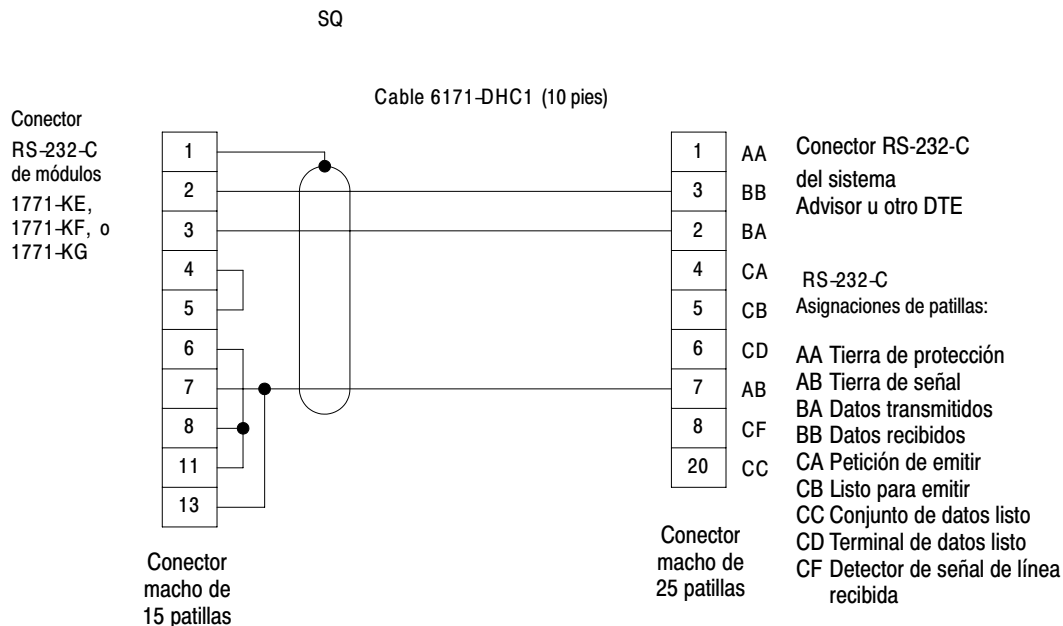 SQ
Cable 6171-DHC1 (10 pies)
Conector
RS-232-C
de módulos
1771-KE,
1771-KF, o
1771-KG
1
2
3
4
5
6
7
8
11
13
Conector
macho de
15 patillas
1 AA
3 BB
2 BA
4 CA
5 CB
6 CD
7 AB
8 CF
20 CC
Conector
macho de
25 patillas
Conector RS-232-C
del sistema
Advisor u otro DTE
RS-232-C
Asignaciones de patillas:
AA Tierra de protección
AB Tierra de señal
BA Datos transmitidos
BB Datos recibidos
CA Petición de emitir
CB Listo para emitir
CC Conjunto de datos listo
CD Terminal de datos listo
CF Detector de señal de línea
recibida